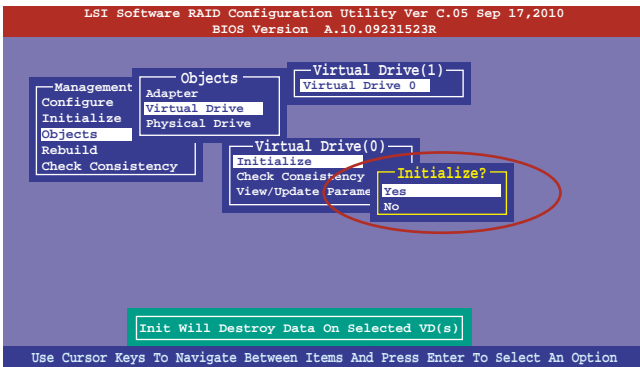 LSI Software RAID Configuration Utility Ver C.05 Sep 17,2010
BIOS Version A.10.09231523R
Management
Configure
Initialize
Objects
Rebuild
Check Consistency
Objects
Adapter
Virtual Drive
Physical Drive
Virtual Drive(1)
Virtual Drive 0
Virtual Drive(0)
Initialize
Check Consistency
View/Update Parame
Initialize?
Yes
No
Init Will Destroy Data On Selected VD(s)
Use Cursor Keys To Navigate Between Items And Press Enter To Select An Option